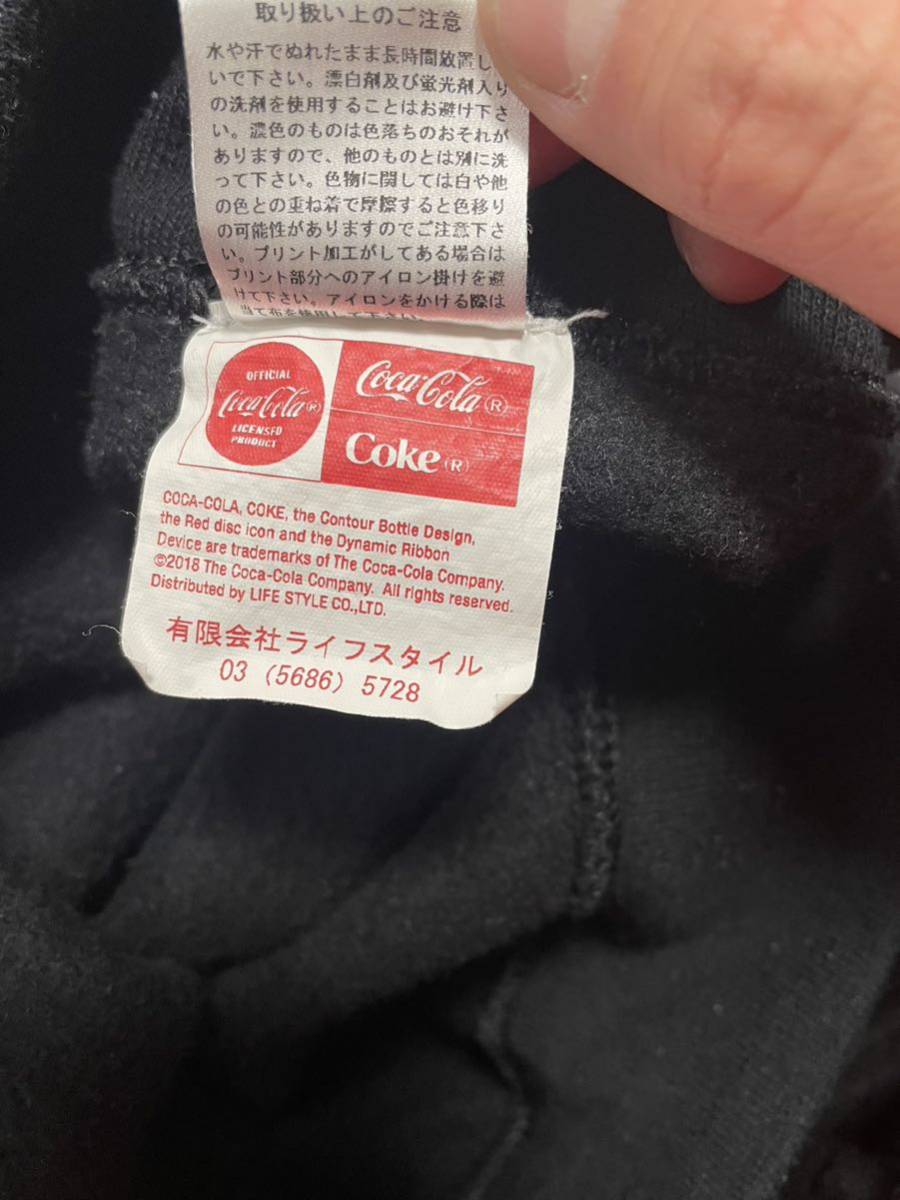 取り扱い上のご注意
水や汗でぬれたまま長時間放置し
いで下さい。漂白剤及び蛍光剤入り
の洗剤を使用することはお避け下さ
い。濃色のものは色落ちのおそれが
ありますので、他のものとは別に洗
って下さい。色物に関しては白や他
の色との重ね着で摩擦すると色移り
の可能性がありますのでご注意下さ
い。プリント加工がしてある場合は
プリント部分へのアイロン掛けを避
けて下さい。アイロンをかける際は
当て布を使用して下さい。
OFFICIAL
Coca-Cola®
LICENSED
PRODUCT
Coca-Cola®
Coke®
COCA-COLA, COKE, the Contour Bottle Design,
the Red disc icon and the Dynamic Ribbon
Device are trademarks of The Coca-Cola Company.
©2018 The Coca-Cola Company. All rights reserved.
Distributed by LIFE STYLE CO.,LTD.
有限会社ライフスタイル
03 (5686) 5728